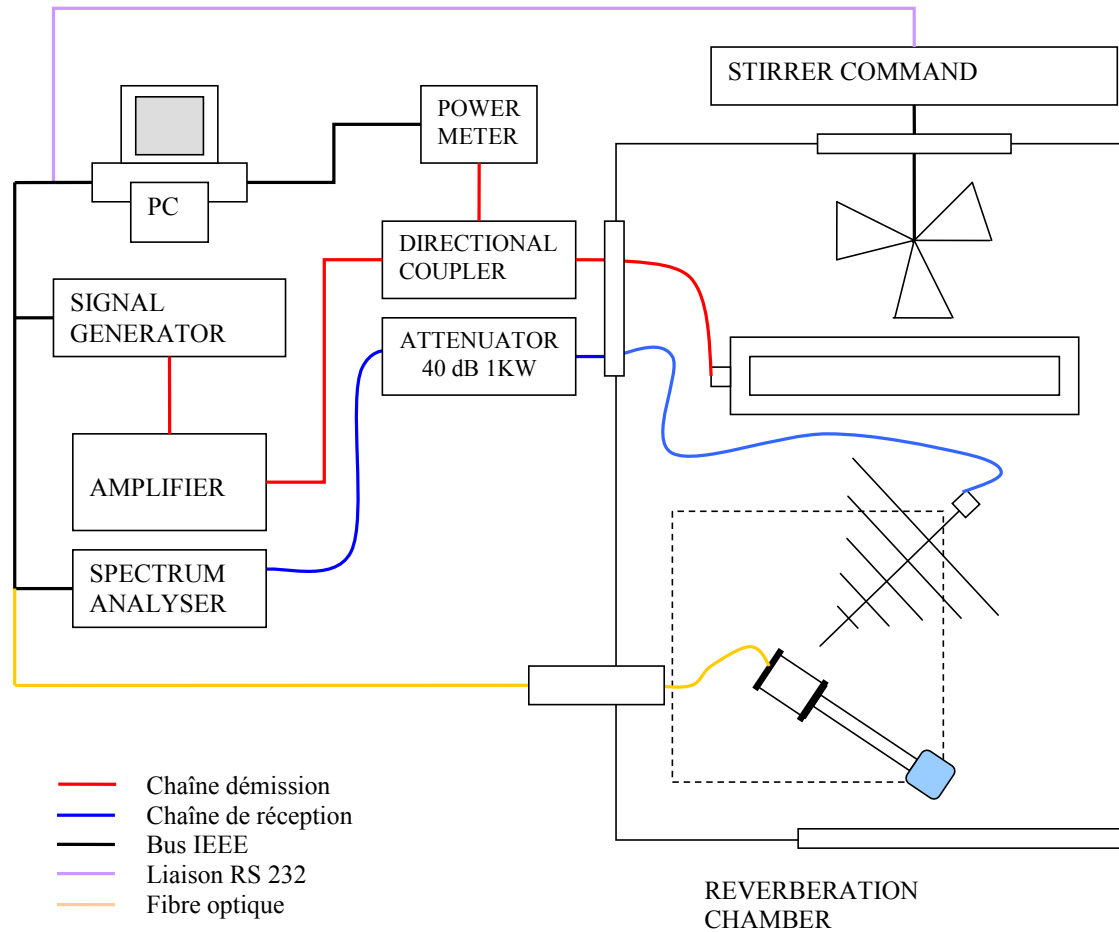 STIRRER COMMAND
POWER
METER
PC
DIRECTIONAL
COUPLER
SIGNAL
GENERATOR
ATTENUATOR
40 dB 1KW
AMPLIFIER
SPECTRUM
ANALYSER
Chaîne démission
Chaîne de réception
Bus IEEE
Liaison RS 232
Fibre optique
REVERBERATION
CHAMBER